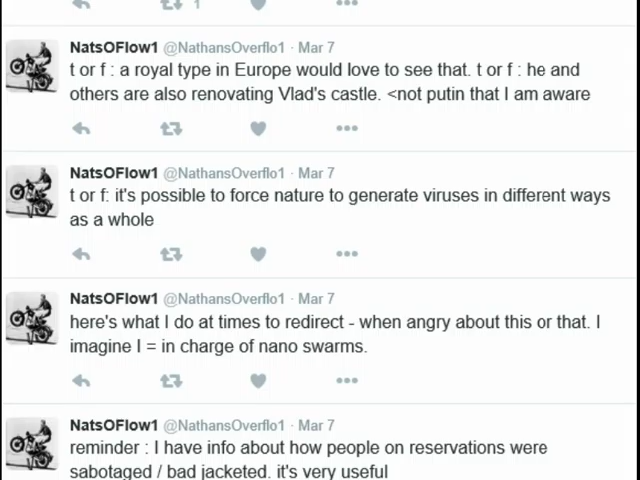 1
NatsOFlow1 @NathansOverflo1 · Mar 7
t or f : a royal type in Europe would love to see that. t or f : he and
others are also renovating Vlad's castle. <not putin that I am aware
NatsOFlow1 @NathansOverflo1 · Mar 7
t or f: it's possible to force nature to generate viruses in different ways
as a whole
NatsOFlow1 @NathansOverflo1 · Mar 7
here's what I do at times to redirect - when angry about this or that. I
imagine I = in charge of nano swarms.
NatsOFlow1 @NathansOverflo1 · Mar 7
reminder : I have info about how people on reservations were
sabotaged / bad jacketed. it's very useful